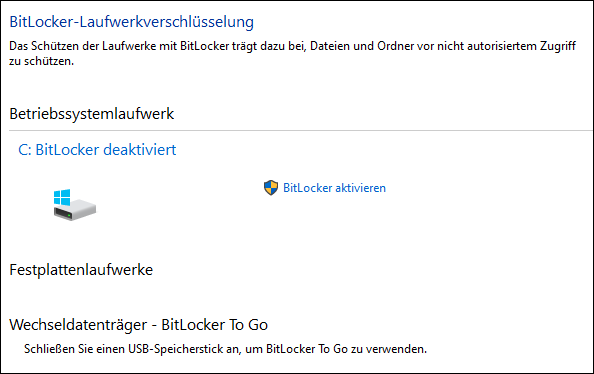 BitLocker-Laufwerkverschlüsselung
Das Schützen der Laufwerke mit BitLocker trägt dazu bei, Dateien und Ordner vor nicht autorisiertem Zugriff
zu schützen.
Betriebssystemlaufwerk
C: BitLocker deaktiviert
BitLocker aktivieren
Festplattenlaufwerke
Wechseldatenträger - BitLocker To Go
Schließen Sie einen USB-Speicherstick an, um BitLocker To Go zu verwenden.